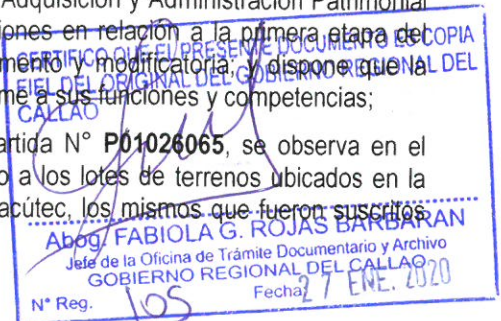 Adquisición y Administración Patrimonial
iones en relación a la primera etapa del
CERTIFICO QUE EL PRESENTE DOCUMENTO ES COPIA
mento y modificatoria, y dispone que la
FIEL DEL ORIGINAL DEL GOBIERNO REGIONAL DEL
me a sus funciones y competencias;
CALLAO
artida N° P01026065, se observa en el
o a los lotes de terrenos ubicados en la
acútec, los mismos que fueron suscritos
Abog. FABIOLA G. ROJAS BARBARAN
Jefe de la Oficina de Trámite Documentario y Archivo
GOBIERNO REGIONAL DEL CALLAO
N° Reg. 105 Fecha: 27 ENE. 2020